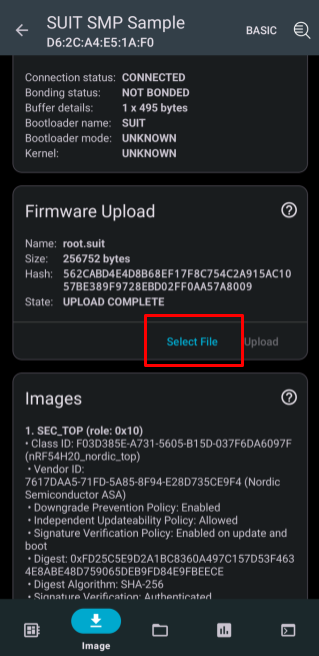 SUIT SMP Sample
D6:2C:A4:E5:1A:F0
BASIC
Connection status: CONNECTED
Bonding status: NOT BONDED
Buffer details: 1 x 495 bytes
Bootloader name: SUIT
Bootloader mode: UNKNOWN
Kernel: UNKNOWN
Firmware Upload
Name: root.suit
Size: 256752 bytes
Hash: 562CABD4E4D8B68EF17F8C754C2A915AC10
57BE389F9728EBD02FF0AA57A8009
State: UPLOAD COMPLETE
Select File
Upload
Images
1. SEC_TOP (role: 0x10)
• Class ID: F03D385E-A731-5605-B15D-037F6DA6097F
(nRF54H20_nordic_top)
• Vendor ID:
7617DAA5-71FD-5A85-8F94-E28D735CE9F4 (Nordic
Semiconductor ASA)
• Downgrade Prevention Policy: Enabled
• Independent Updateability Policy: Allowed
• Signature Verification Policy: Enabled on update and
boot
• Digest: 0xFD25C5E9D2A1BC8360A497C157D53F463
4E8ABE48D759065DEB9FD84E9FBEECE
• Digest Algorithm: SHA-256
• Signature Verification: Authenticated
Image